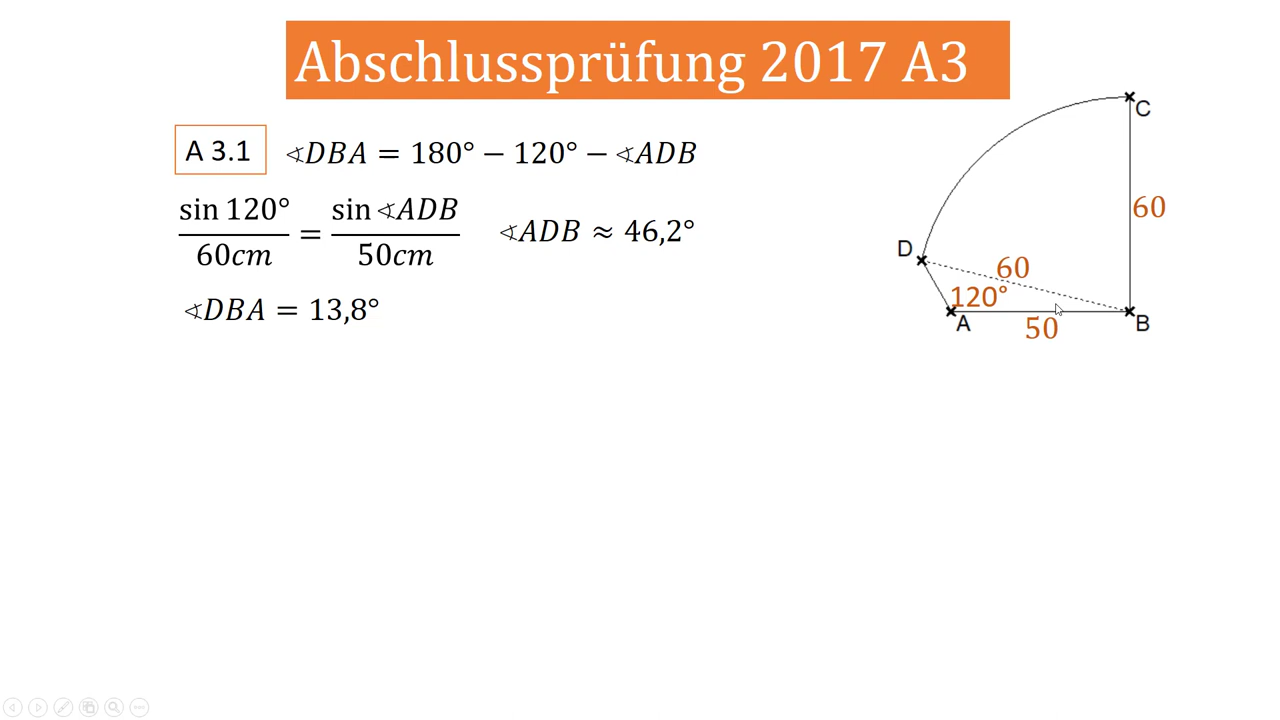 Abschlussprüfung 2017 A3
A 3.1
∢DBA = 180° − 120° − ∢ADB
sin 120° / 60cm = sin ∢ADB / 50cm
∢ADB ≈ 46,2°
∢DBA = 13,8°
C
60
D
60
120°
A
50
B